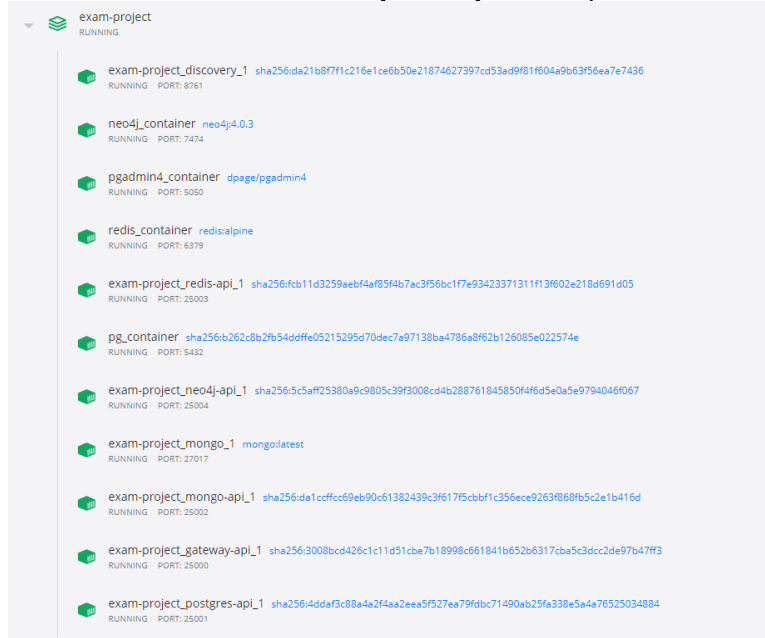 exam-project
RUNNING
exam-project_discovery_1 sha256:da21b8f7f1c216e1ce6b50e21874627397cd53ad9f81f604a9b63f56ea7e7436
RUNNING PORT: 8761
neo4j_container neo4j:4.0.3
RUNNING PORT: 7474
pgadmin4_container dpage/pgadmin4
RUNNING PORT: 5050
redis_container redis:alpine
RUNNING PORT: 6379
exam-project_redis-api_1 sha256:fcb11d3259aebf4af85f4b7ac3f56bc1f7e93423371311f13f602e218d691d05
RUNNING PORT: 25003
pg_container sha256:b262c8b2fb54ddffe05215295d70dec7a97138ba4786a8f62b126085e022574e
RUNNING PORT: 5432
exam-project_neo4j-api_1 sha256:5c5aff25380a9c9805c39f3008cd4b288761845850f4f6d5e0a5e9794046f067
RUNNING PORT: 25004
exam-project_mongo_1 mongo:latest
RUNNING PORT: 27017
exam-project_mongo-api_1 sha256:da1ccffcc69eb90c61382439c3f617f5cbbf1c356ece9263f868fb5c2e1b416d
RUNNING PORT: 25002
exam-project_gateway-api_1 sha256:3008bcd426c1c11d51cbe7b18998c661841b652b6317cba5c3dcc2de97b47ff3
RUNNING PORT: 25000
exam-project_postgres-api_1 sha256:4ddaf3c88a4a2f4aa2eea5f527ea79fdbc71490ab25fa338e5a4a76525034884
RUNNING PORT: 25001